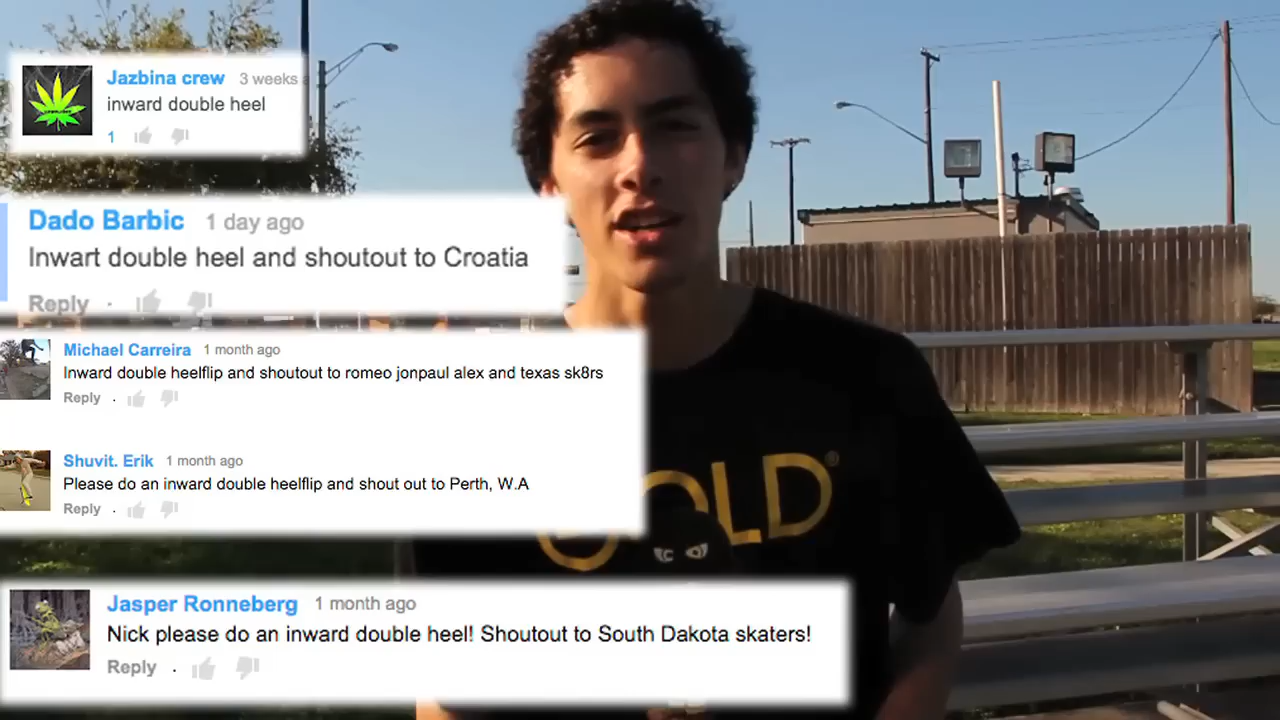 Jazbina crew 3 weeks a
inward double heel
1
Dado Barbic 1 day ago
Inwart double heel and shoutout to Croatia
Reply ·
Michael Carreira 1 month ago
Inward double heelflip and shoutout to romeo jonpaul alex and texas sk8rs
Reply ·
Shuvit. Erik 1 month ago
Please do an inward double heelflip and shout out to Perth, W.A
Reply ·
GOLD®
Jasper Ronneberg 1 month ago
Nick please do an inward double heel! Shoutout to South Dakota skaters!
Reply ·